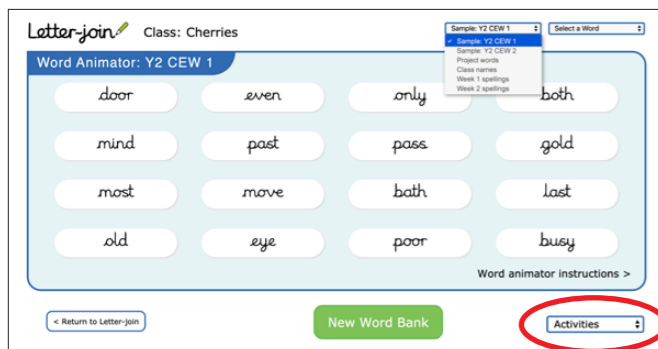 Letter-join Class: Cherries
Sample: Y2 CEW 1
Select a Word
✓ Sample: Y2 CEW 1
Sample: Y2 CEW 2
Project words
Class names
Week 1 spellings
Week 2 spellings
Word Animator: Y2 CEW 1
door even only both
mind past pass gold
most move bath last
old eye poor busy
Word animator instructions >
< Return to Letter-join
New Word Bank
Activities